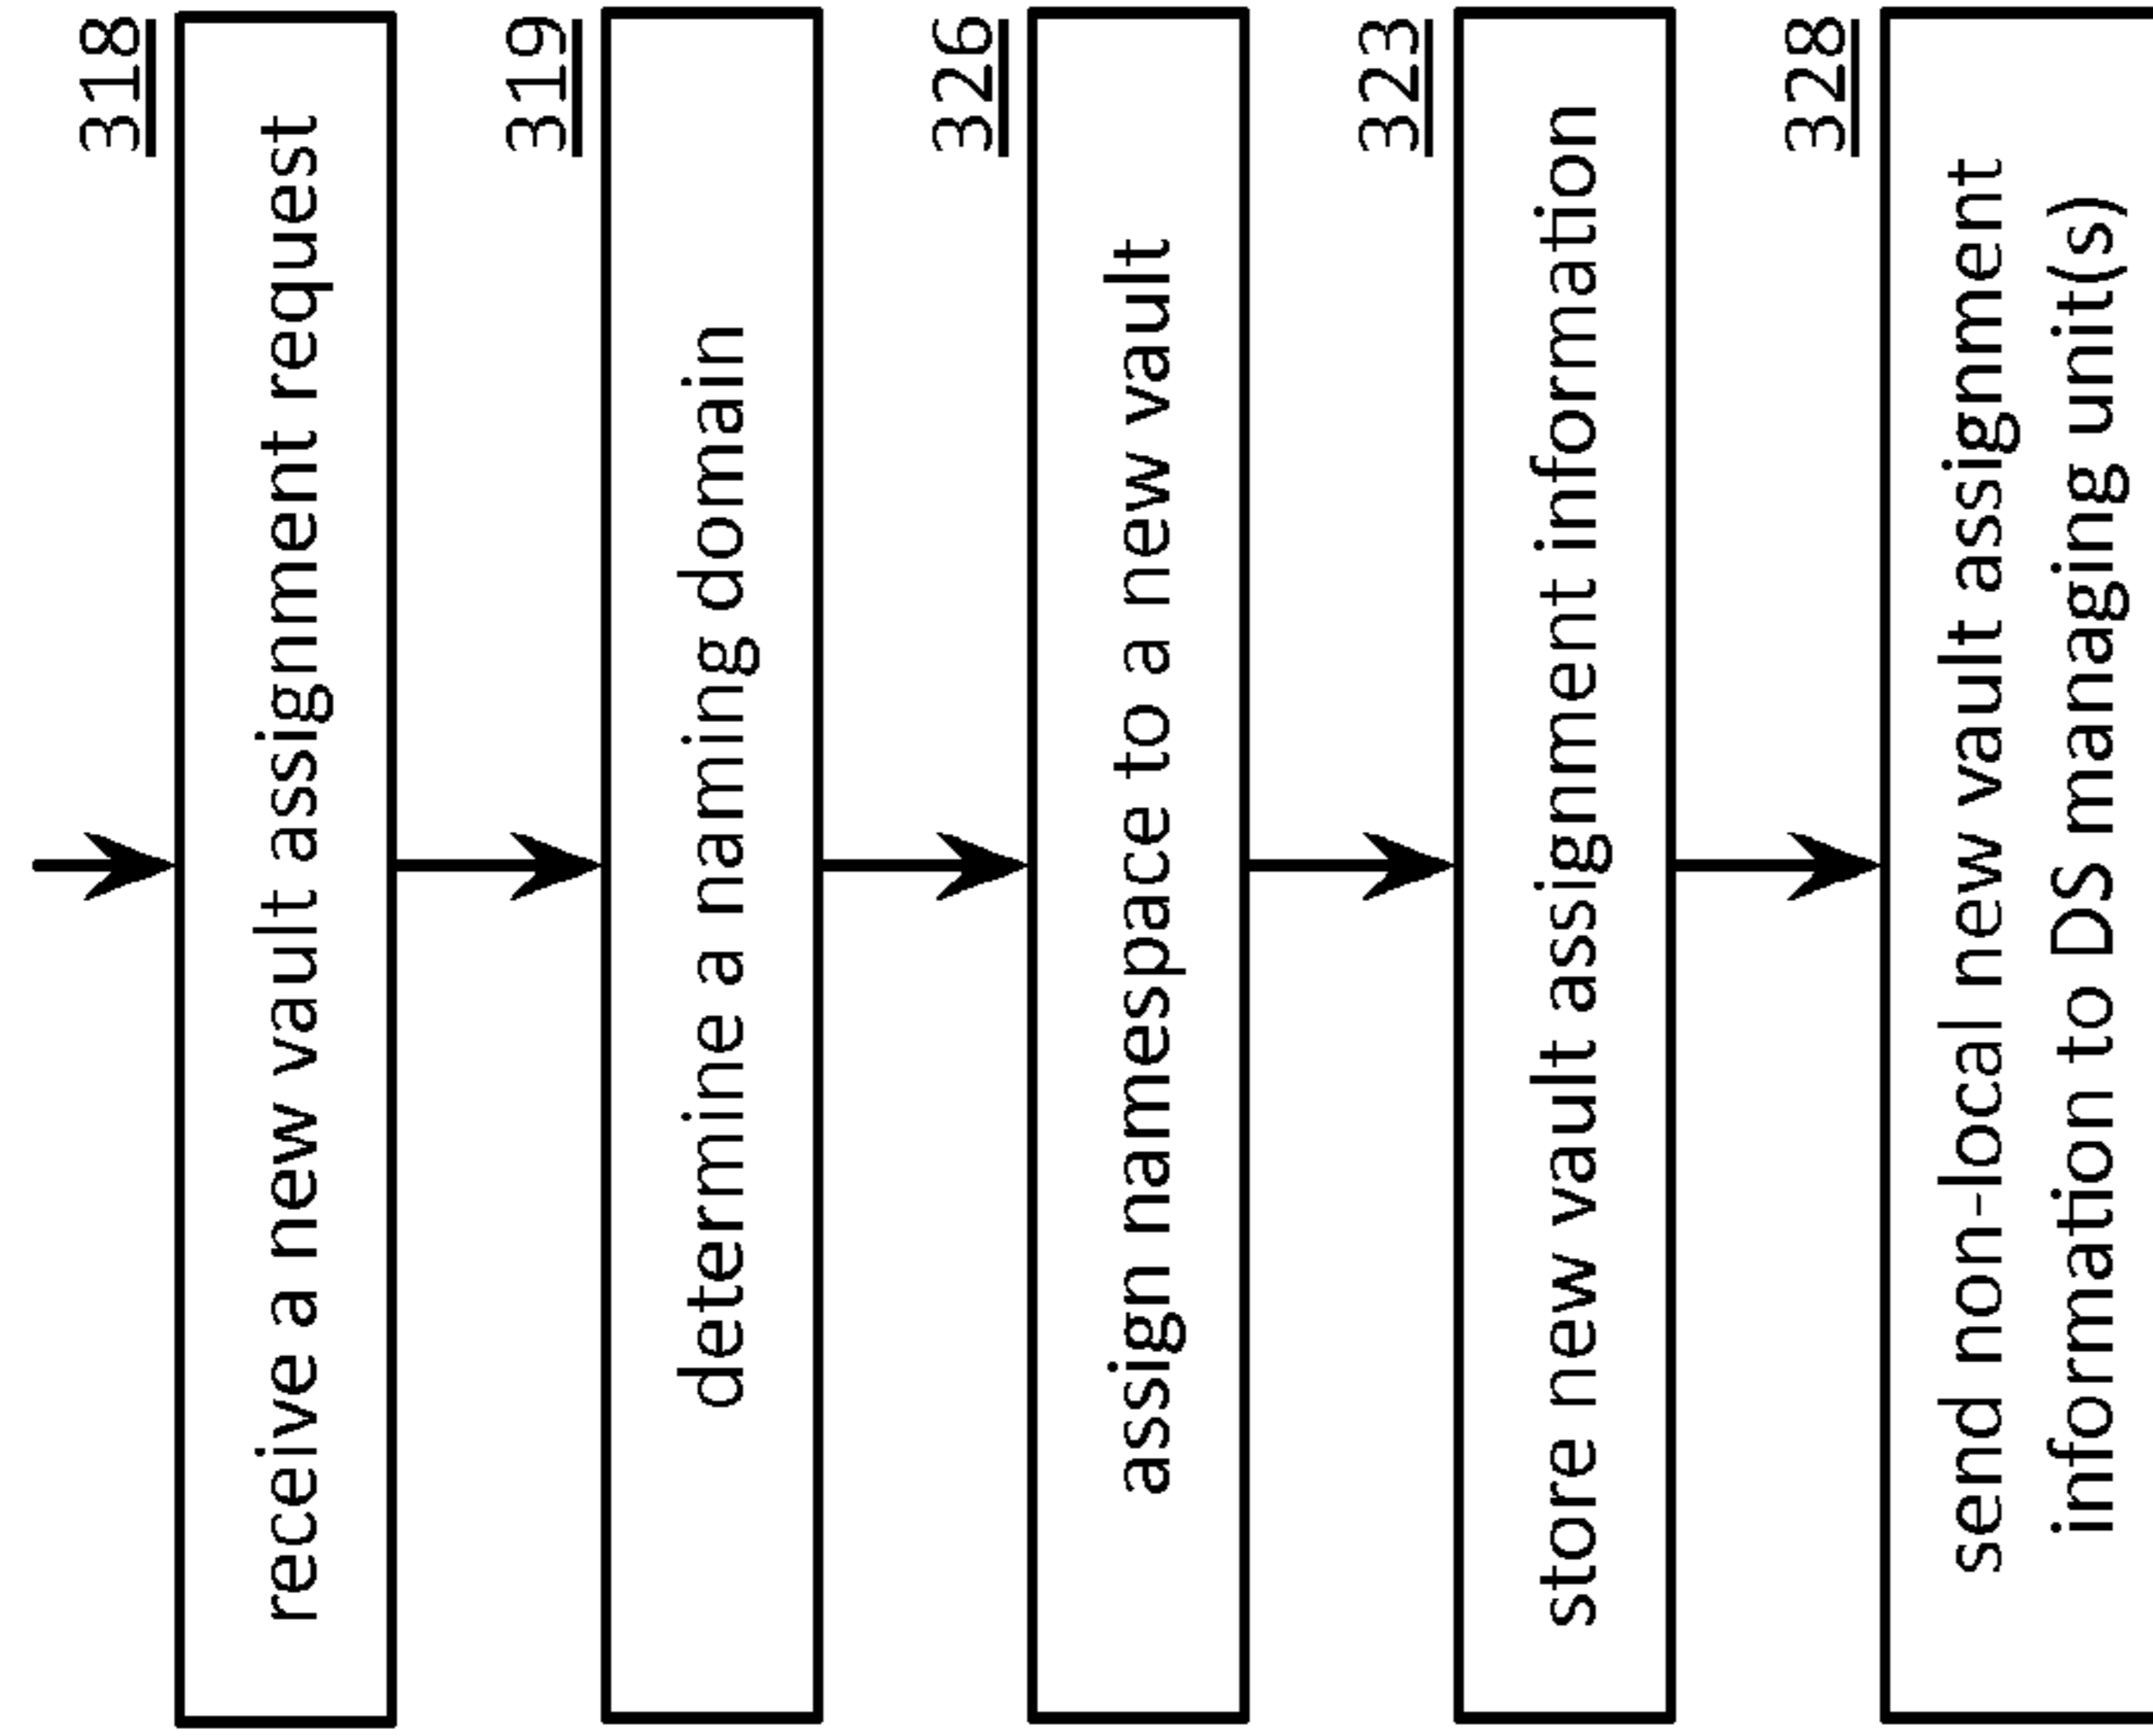 318
receive a new vault assignment request
319
determine a naming domain
326
assign namespace to a new vault
323
store new vault assignment information
328
send non-local new vault assignment
information to DS managing unit(s)